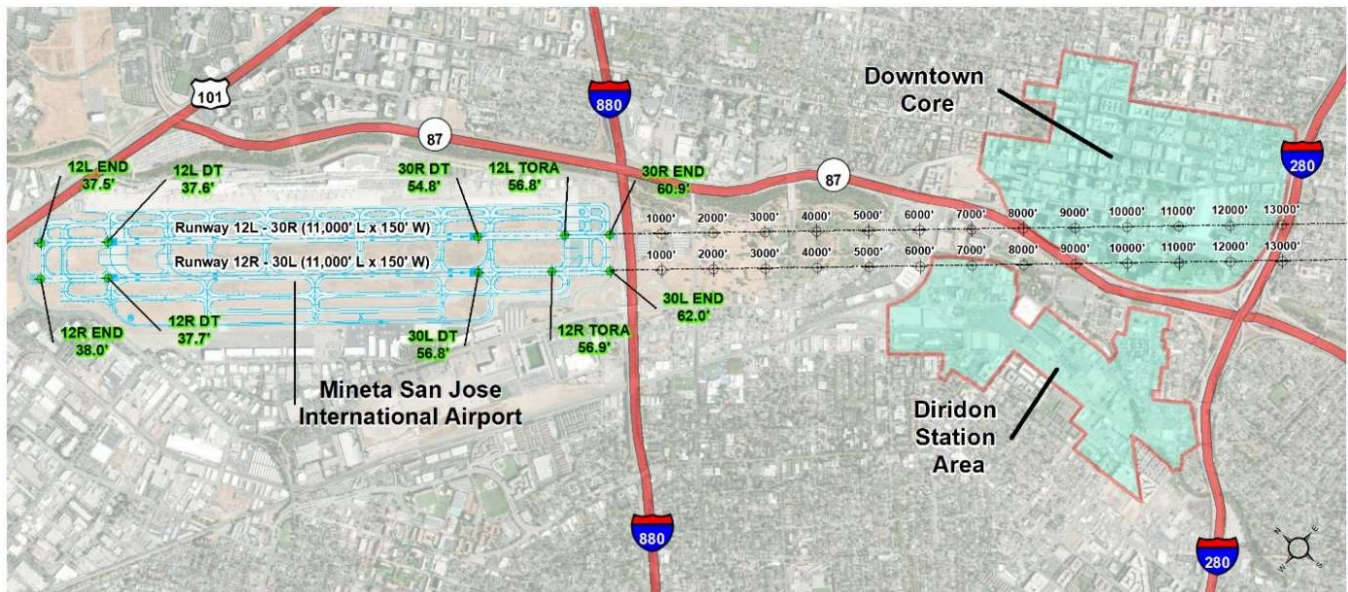 Downtown
Core
101
880
87
280
12L END
37.5'
12L DT
37.6'
30R DT
54.8'
12L TORA
56.8'
30R END
60.9'
87
Runway 12L - 30R (11,000' L x 150' W)
1000' 2000' 3000' 4000' 5000' 6000' 7000' 8000' 9000' 10000' 11000' 12000' 13000'
Runway 12R - 30L (11,000' L x 150' W)
1000' 2000' 3000' 4000' 5000' 6000' 7000' 8000' 9000' 10000' 11000' 12000' 13000'
12R END
38.0'
12R DT
37.7'
30L DT
56.8'
12R TORA
56.9'
30L END
62.0'
Mineta San Jose
International Airport
Diridon
Station
Area
880
280
N
E
W
S